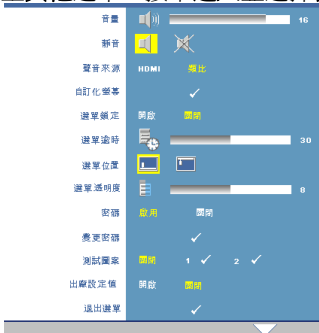 音量 16
靜音
聲音來源 HDMI 類比
自訂化螢幕
選單鎖定 開啟 關閉
選單逾時 30
選單位置
選單透明度 8
密碼 啟用 關閉
變更密碼
測試圖案 關閉 1 2
出廠設定值 開啟 關閉
退出選單